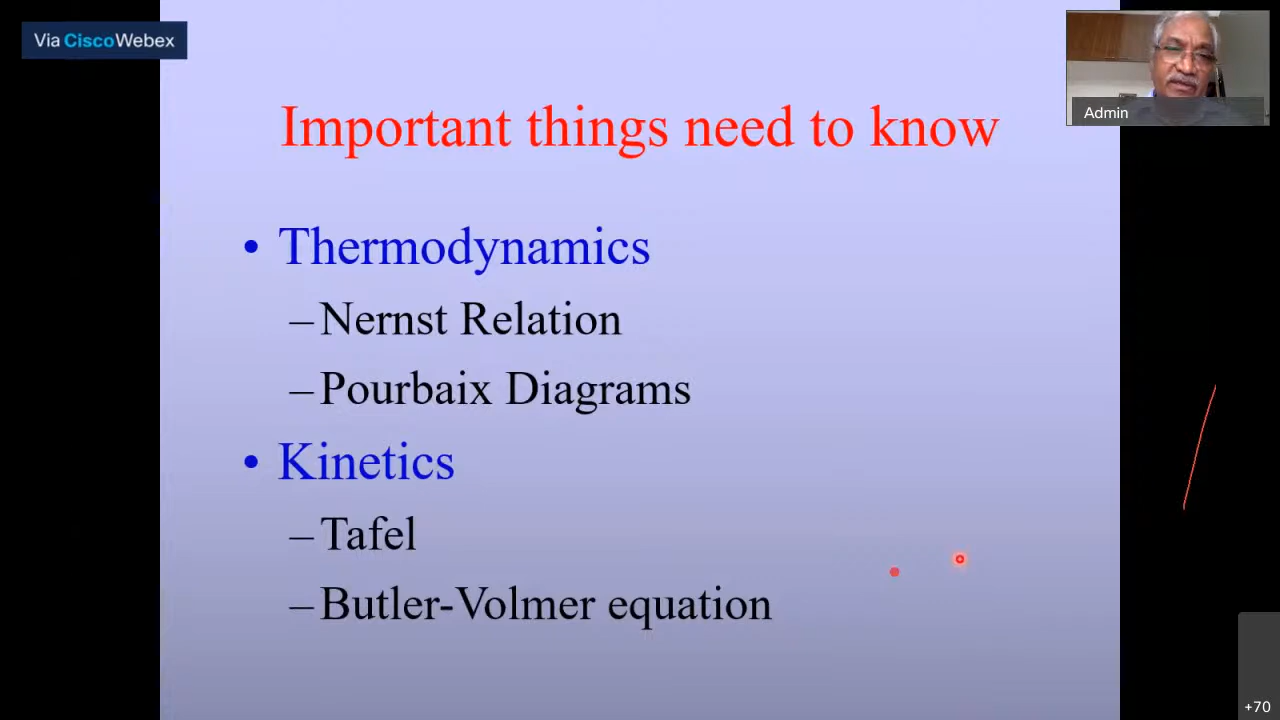 Via CiscoWebex
Admin
Important things need to know
• Thermodynamics
– Nernst Relation
– Pourbaix Diagrams
• Kinetics
– Tafel
– Butler-Volmer equation
+70